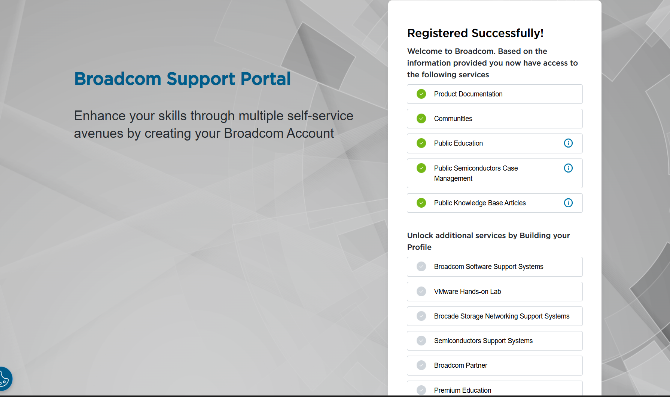 Broadcom Support Portal
Enhance your skills through multiple self-service
avenues by creating your Broadcom Account
Registered Successfully!
Welcome to Broadcom. Based on the
information provided you now have access to
the following services
Product Documentation
Communities
Public Education
Public Semiconductors Case
Management
Public Knowledge Base Articles
Unlock additional services by Building your
Profile
Broadcom Software Support Systems
VMware Hands-on Lab
Brocade Storage Networking Support Systems
Semiconductors Support Systems
Broadcom Partner
Premium Education